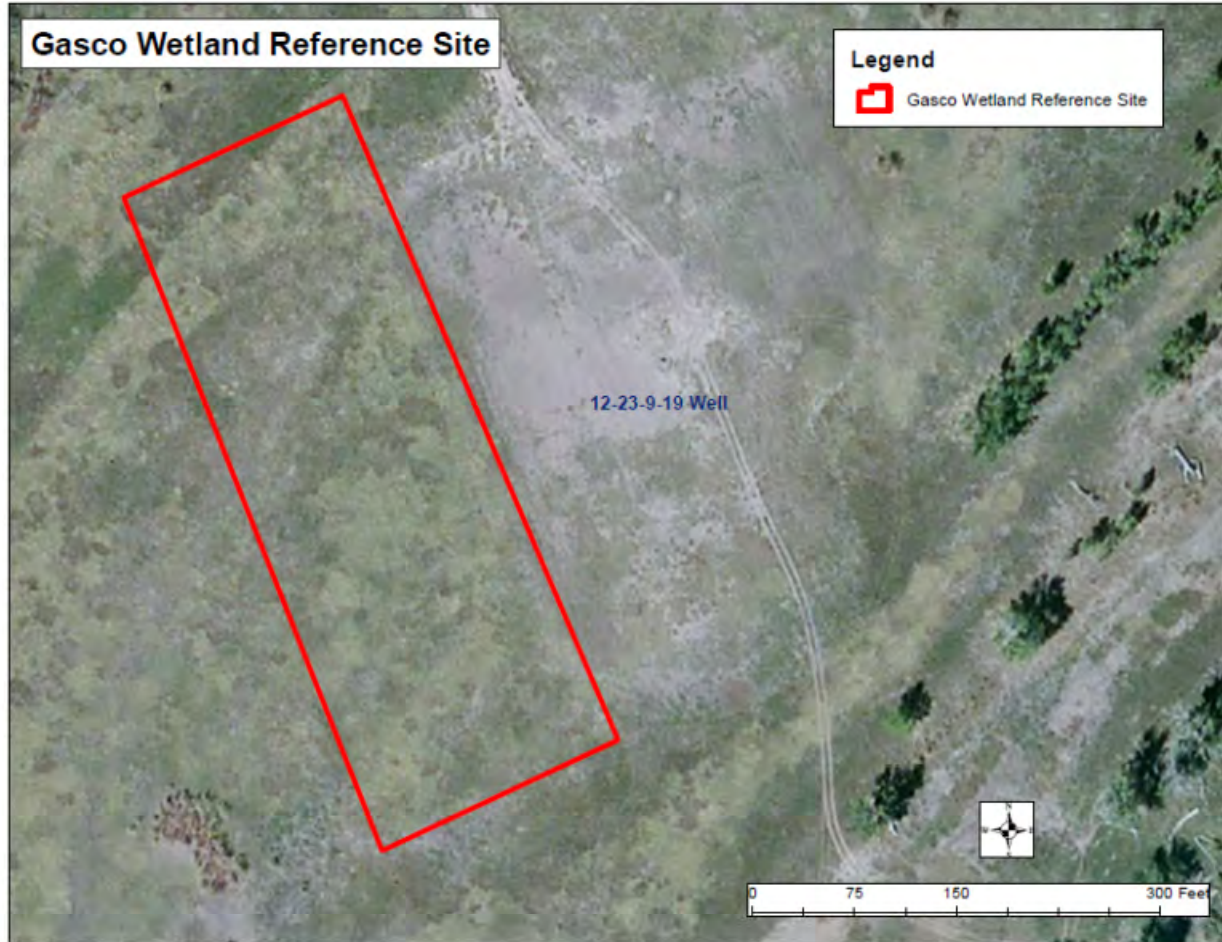 Gasco Wetland Reference Site
Legend
Gasco Wetland Reference Site
12-23-9-19 Well
N
0 75 150 300 Feet